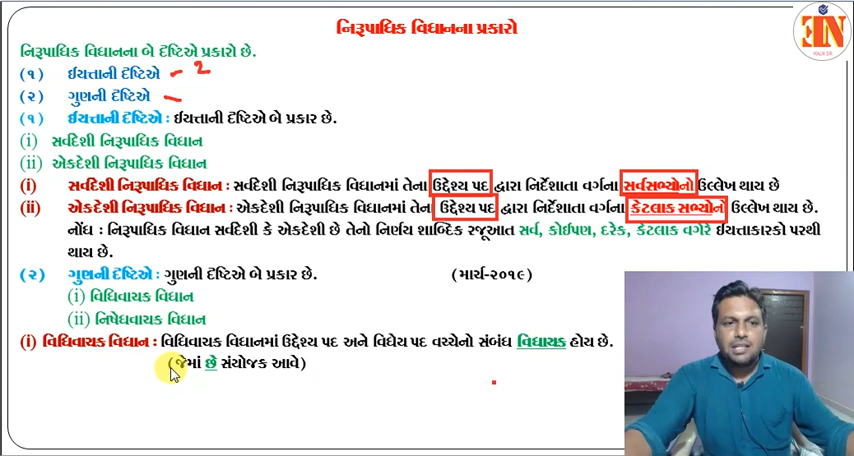 નિરૂપાધિક વિધાનના પ્રકારો
નિરૂપાધિક વિધાનના બે દૃષ્ટિએ પ્રકારો છે.
(૧) ઈયત્તાની દૃષ્ટિએ - 2
(૨) ગુણની દૃષ્ટિએ -
(૧) ઈયત્તાની દૃષ્ટિએ : ઈયત્તાની દૃષ્ટિએ બે પ્રકાર છે.
(i) સર્વદેશી નિરૂપાધિક વિધાન
(ii) એકદેશી નિરૂપાધિક વિધાન
(i) સર્વદેશી નિરૂપાધિક વિધાન : સર્વદેશી નિરૂપાધિક વિધાનમાં તેના ઉદ્દેશ્ય પદ દ્વારા નિર્દેશાતા વર્ગના સર્વસભ્યોનો ઉલ્લેખ થાય છે
(ii) એકદેશી નિરૂપાધિક વિધાન : એકદેશી નિરૂપાધિક વિધાનમાં તેના ઉદ્દેશ્ય પદ દ્વારા નિર્દેશાતા વર્ગના કેટલાક સભ્યોનો ઉલ્લેખ થાય છે.
નોંધ : નિરૂપાધિક વિધાન સર્વદેશી કે એકદેશી છે તેનો નિર્ણય શાબ્દિક રજૂઆત સર્વ, કોઈપણ, દરેક, કેટલાક વગેરે ઈયત્તાકારકો પરથી
થાય છે.
(૨) ગુણની દૃષ્ટિએ : ગુણની દૃષ્ટિએ બે પ્રકાર છે. (માર્ચ-૨૦૧૯)
(i) વિધિવાચક વિધાન
(ii) નિષેધવાચક વિધાન
(i) વિધિવાચક વિધાન : વિધિવાચક વિધાનમાં ઉદ્દેશ્ય પદ અને વિધેય પદ વચ્ચેનો સંબંધ વિધાયક હોય છે.
(જેમાં છે સંયોજક આવે)